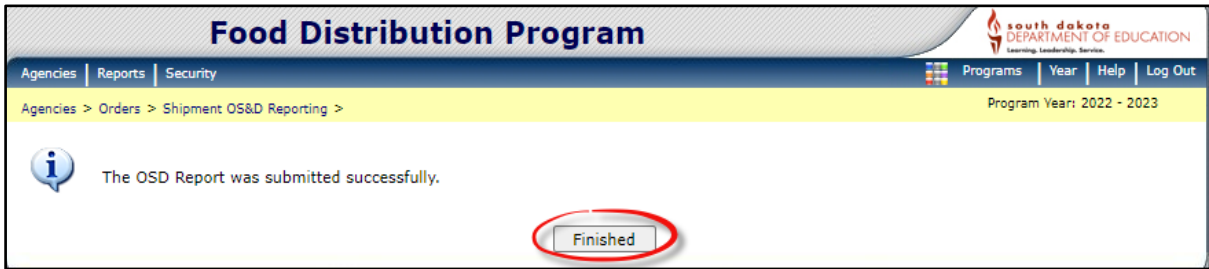 Food Distribution Program
south dakota
DEPARTMENT OF EDUCATION
Learning. Leadership. Service.
Agencies | Reports | Security
Programs | Year | Help | Log Out
Agencies > Orders > Shipment OS&D Reporting >
Program Year: 2022 - 2023
i
The OSD Report was submitted successfully.
Finished